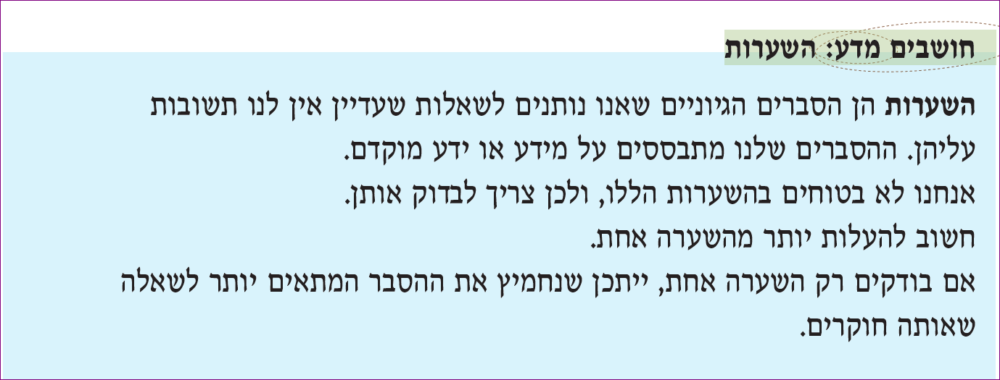 חושבים מדע: השערות
השערות הן הסברים הגיוניים שאנו נותנים לשאלות שעדיין אין לנו תשובות
עליהן. ההסברים שלנו מתבססים על מידע או ידע מוקדם.
אנחנו לא בטוחים בהשערות הללו, ולכן צריך לבדוק אותן.
חשוב להעלות יותר מהשערה אחת.
אם בודקים רק השערה אחת, ייתכן שנחמיץ את ההסבר המתאים יותר לשאלה
שאותה חוקרים.